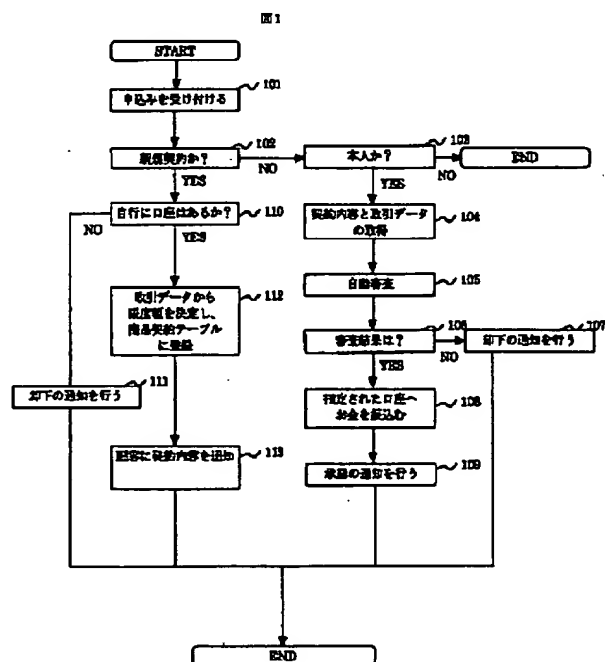 図1
START
申込みを受け付ける
101
新規契約か？
102
NO
YES
本人か？
103
NO
YES
END
自行に口座はあるか？
110
NO
YES
契約内容と取引データ
の取得
104
自動審査
105
取引データから
限度額を決定し、
商品契約テーブル
に登録
112
審査結果は？
106
NO
YES
却下の通知を行う
107
却下の通知を行う
111
指定された口座へ
お金を振込む
108
顧客に契約内容を通知
113
承認の通知を行う
109
END